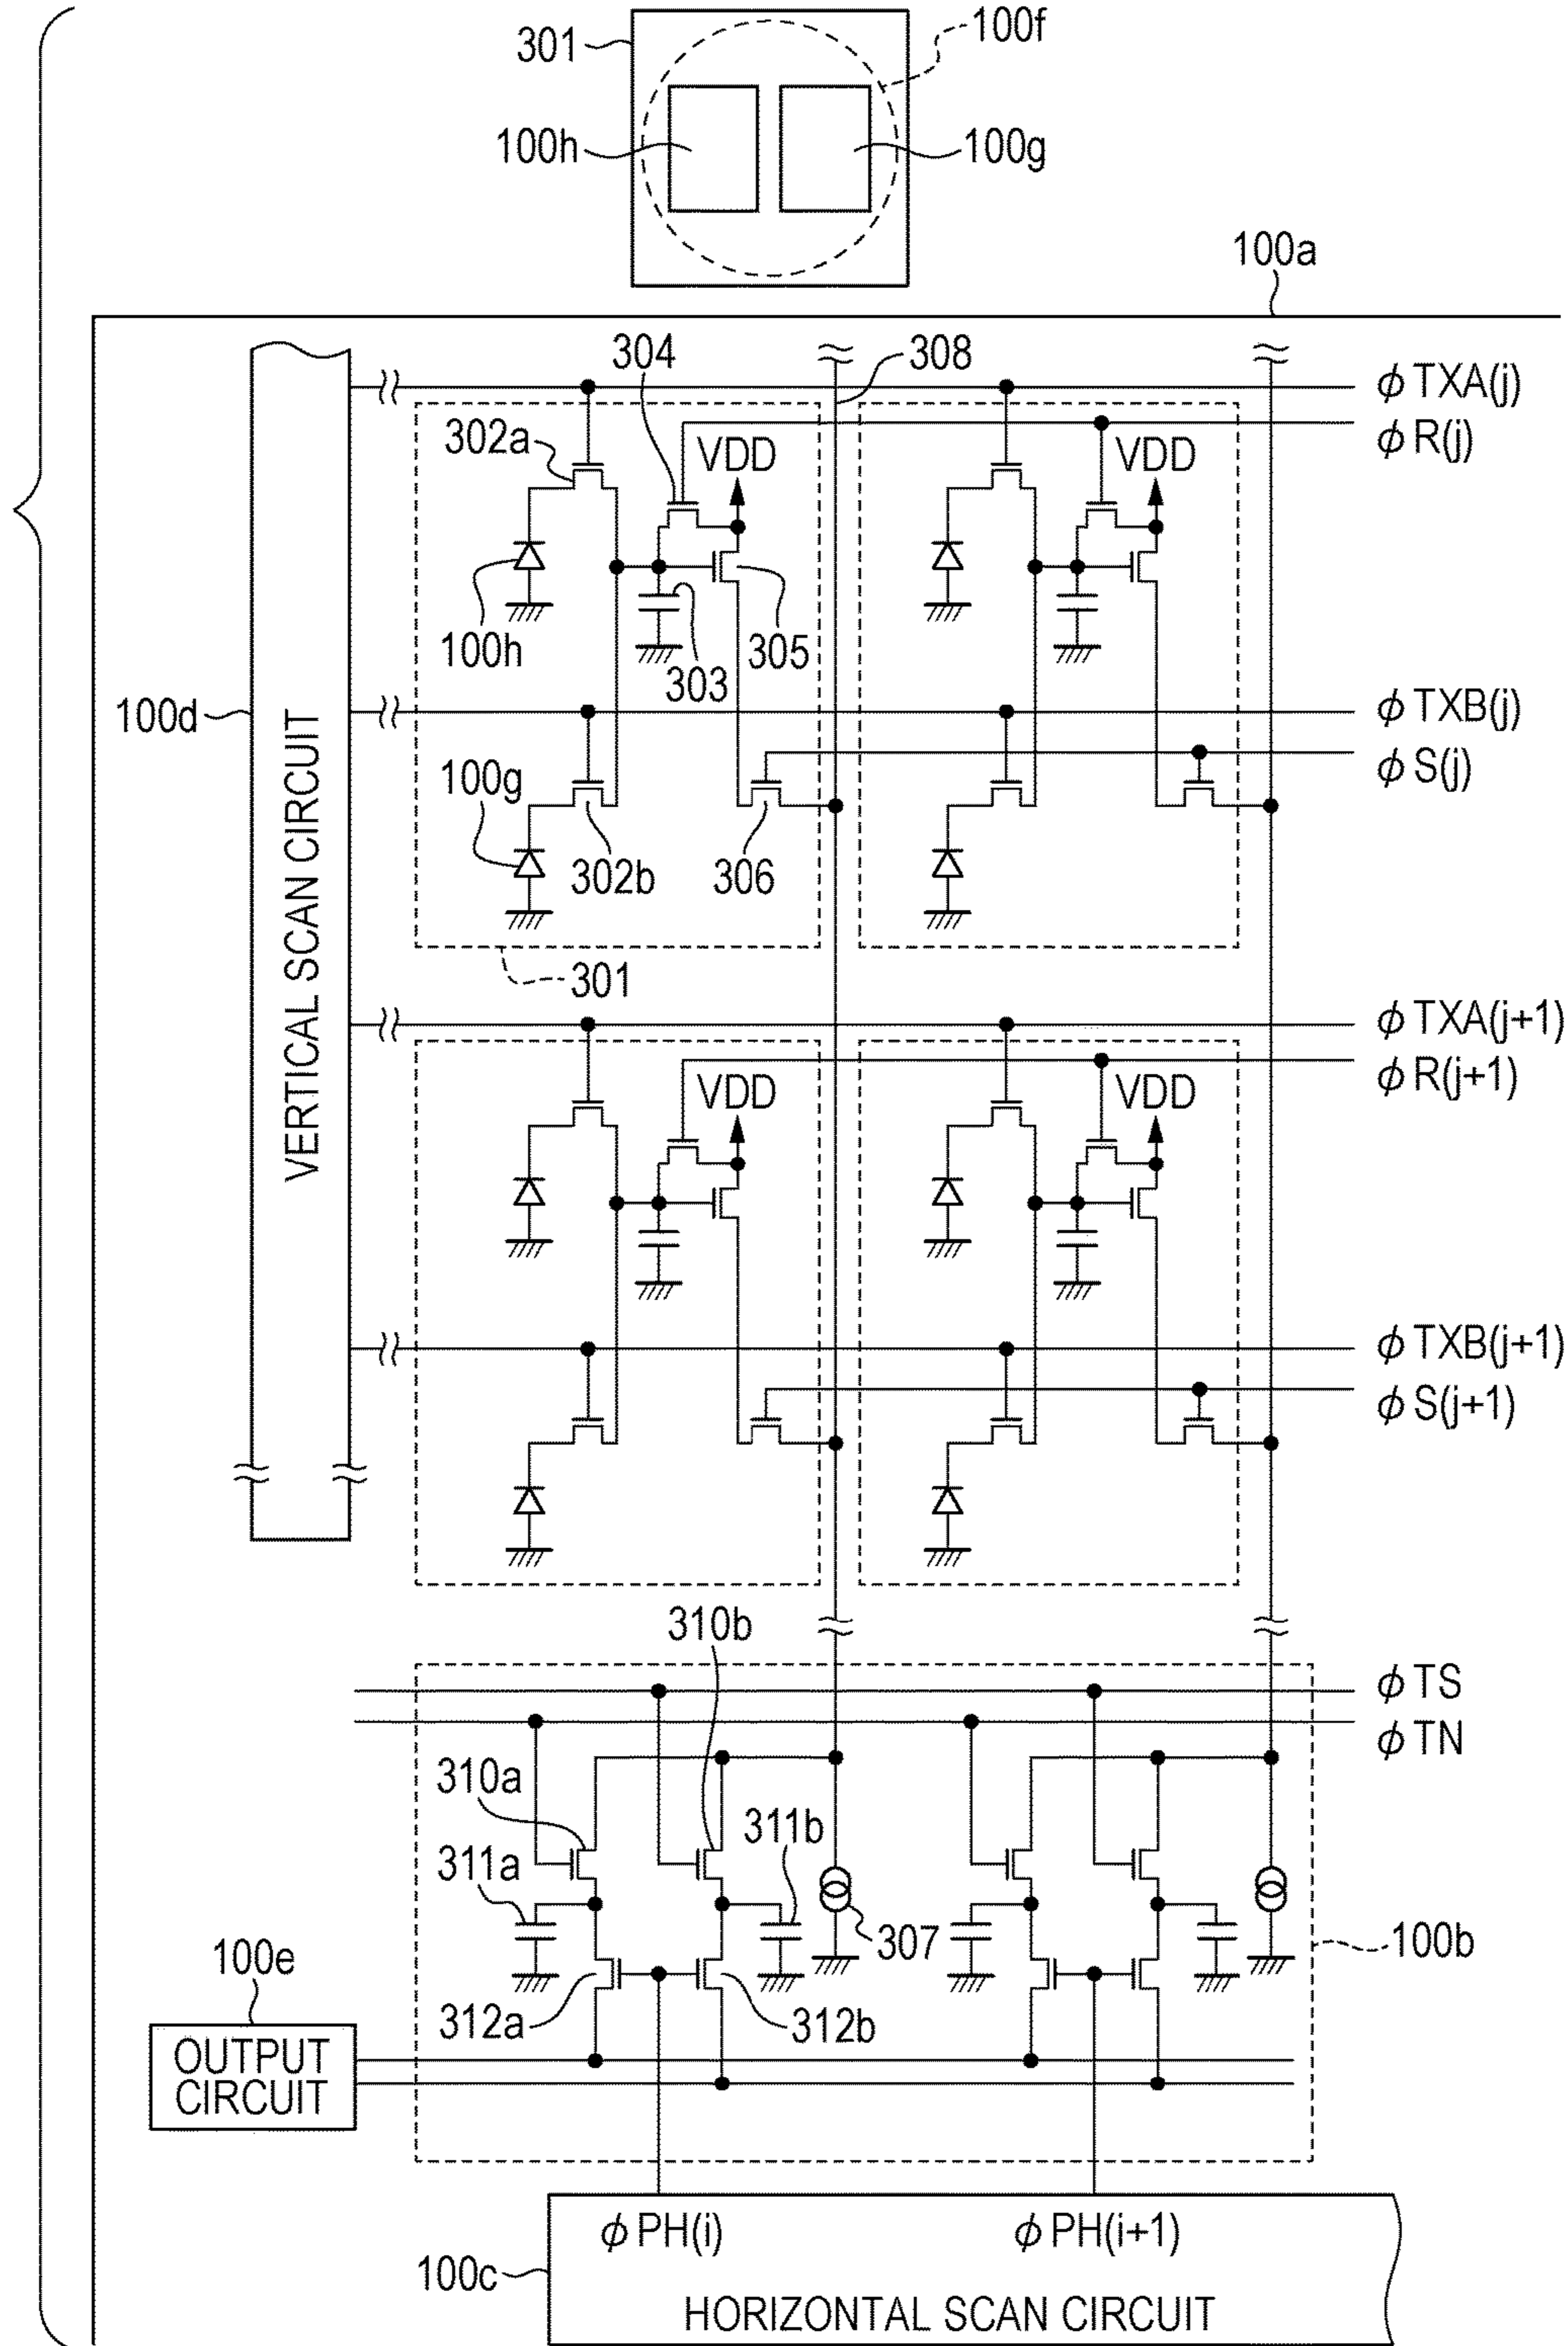 301
100f
100h
100g
100a
304
308
ϕTXA(j)
ϕR(j)
302a
VDD
VDD
100h
303
305
100d
ϕTXB(j)
ϕS(j)
VERTICAL SCAN CIRCUIT
100g
302b
306
301
ϕTXA(j+1)
ϕR(j+1)
VDD
VDD
ϕTXB(j+1)
ϕS(j+1)
310b
ϕTS
ϕTN
310a
311b
311a
307
100b
100e
312a
312b
OUTPUT
CIRCUIT
ϕPH(i)
ϕPH(i+1)
100c
HORIZONTAL SCAN CIRCUIT